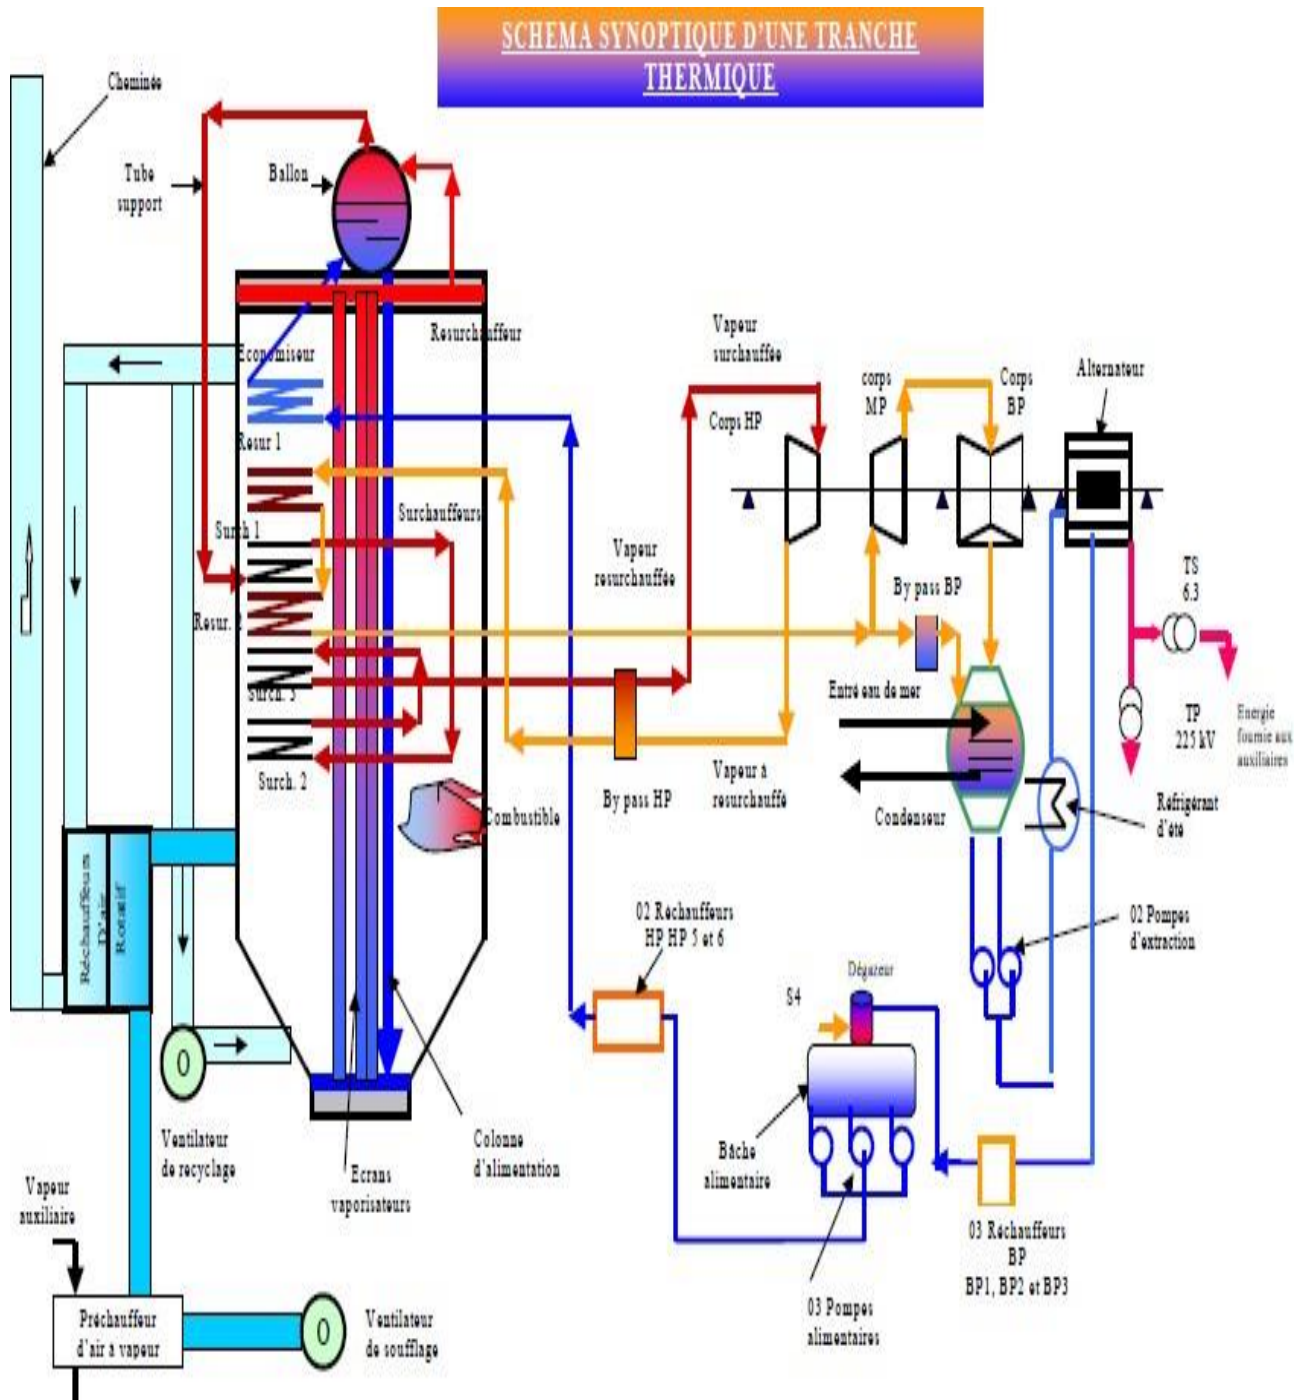 SCHEMA SYNOPTIQUE D'UNE TRANCHE
THERMIQUE
Cheminée
Tube
support
Ballon
Resurchauffeur
Economiseur
Resur 1
Surch 1
Surchauffeurs
Resur. 2
Surch. 3
Surch. 2
Combustible
Vapeur
surchauffée
Corps HP
corps
MP
Corps
BP
Alternateur
Vapeur
resurchauffée
By pass BP
TS
6.3
Entré eau de mer
TP
225 kV
Energie
fournie aux
auxiliaires
By pass HP
Vapeur à
resurchauffé
Condenseur
Réfrigérant
d'été
Réchauffeurs
D'air
Rotatif
02 Réchauffeurs
HP HP 5 et 6
02 Pompes
d'extraction
Dégazeur
S4
Ventilateur
de recyclage
Colonne
d'alimentation
Ecrans
vaporisateurs
Bâche
alimentaire
Vapeur
auxiliaire
03 Réchauffeurs
BP
BP1, BP2 et BP3
03 Pompes
alimentaires
Préchauffeur
d'air à vapeur
Ventilateur
de soufflage